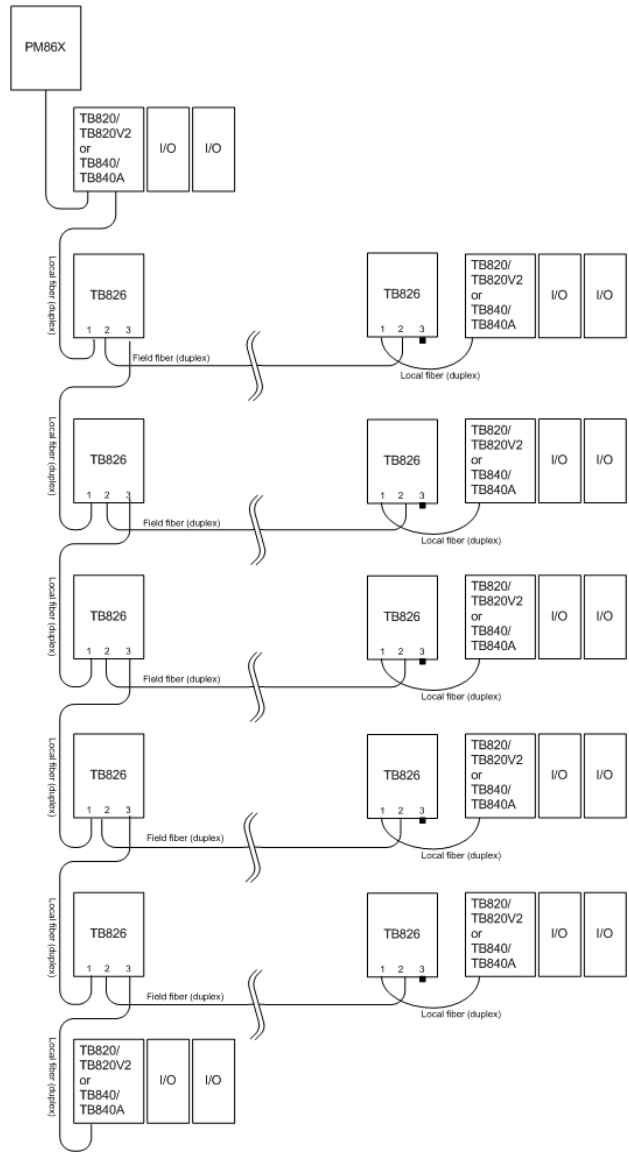 PM86X
TB820/
TB820V2
or
TB840/
TB840A
I/O
I/O
Local fiber (duplex)
TB826
1 2 3
Field fiber (duplex)
TB826
1 2 3
Local fiber (duplex)
TB820/
TB820V2
or
TB840/
TB840A
I/O
I/O
Local fiber (duplex)
TB826
1 2 3
Field fiber (duplex)
TB826
1 2 3
Local fiber (duplex)
TB820/
TB820V2
or
TB840/
TB840A
I/O
I/O
Local fiber (duplex)
TB826
1 2 3
Field fiber (duplex)
TB826
1 2 3
Local fiber (duplex)
TB820/
TB820V2
or
TB840/
TB840A
I/O
I/O
Local fiber (duplex)
TB826
1 2 3
Field fiber (duplex)
TB826
1 2 3
Local fiber (duplex)
TB820/
TB820V2
or
TB840/
TB840A
I/O
I/O
Local fiber (duplex)
TB826
1 2 3
Field fiber (duplex)
TB826
1 2 3
Local fiber (duplex)
TB820/
TB820V2
or
TB840/
TB840A
I/O
I/O
Local fiber (duplex)
TB820/
TB820V2
or
TB840/
TB840A
I/O
I/O